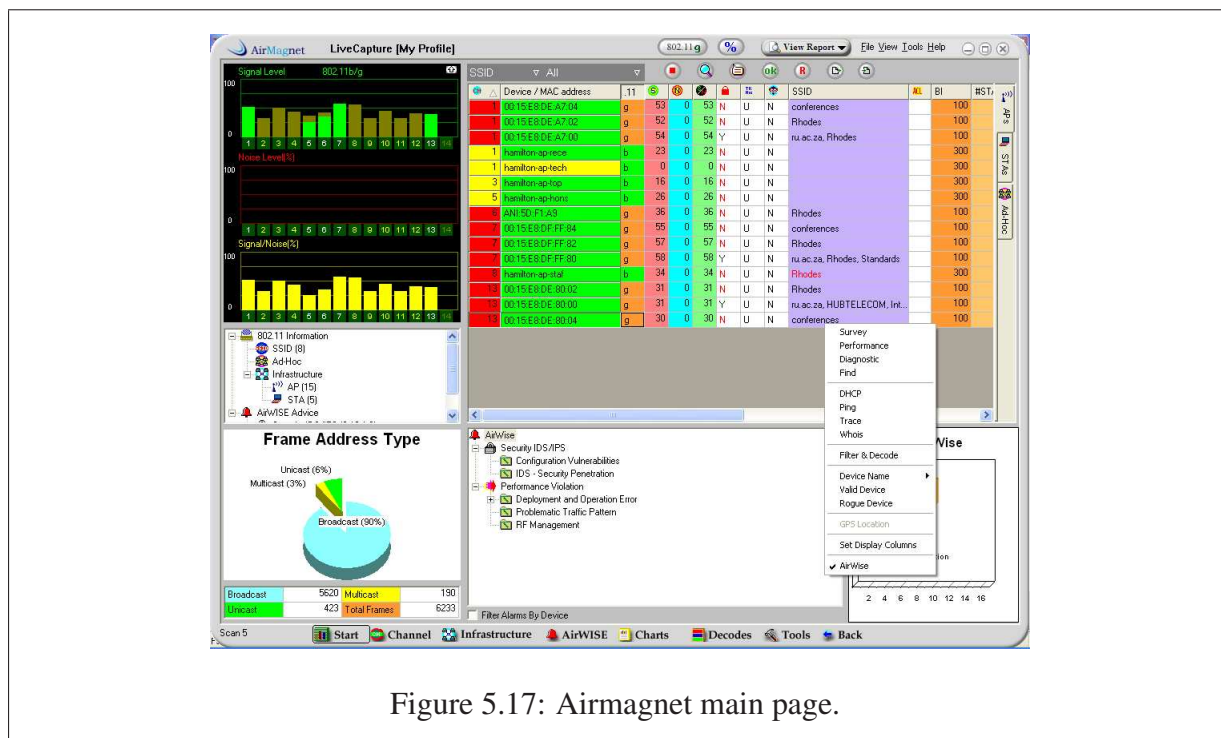 AirMagnet LiveCapture [My Profile] 802.11g % View Report File View Tools Help
Signal Level 802.11b/g
100
0
1 2 3 4 5 6 7 8 9 10 11 12 13 14
Noise Level(%)
100
0
1 2 3 4 5 6 7 8 9 10 11 12 13 14
Signal/Noise(%)
100
0
1 2 3 4 5 6 7 8 9 10 11 12 13 14
802.11 Information
SSID (8)
Ad-Hoc
Infrastructure
AP (15)
STA (5)
AirWISE Advice
Frame Address Type
Unicast (6%)
Multicast (3%)
Broadcast (90%)
Broadcast 5620 Multicast 190
Unicast 423 Total Frames 6233
SSID All ok R
Device / MAC address .11 SSID ACL BI #ST
1 00:15:E8:DE:A7:04 g 53 0 53 N U N conferences 100
1 00:15:E8:DE:A7:02 g 52 0 52 N U N Rhodes 100
1 00:15:E8:DE:A7:00 g 54 0 54 Y U N ru.ac.za, Rhodes 100
1 hamilton-ap-rece b 23 0 23 N U N 300
1 hamilton-ap-tech b 0 0 0 N U N 300
3 hamilton-ap-top b 16 0 16 N U N 300
5 hamilton-ap-hons b 26 0 26 N U N 300
6 ANI:5D:F1:A9 g 36 0 36 N U N Rhodes 100
7 00:15:E8:DF:FF:84 g 55 0 55 N U N conferences 100
7 00:15:E8:DF:FF:82 g 57 0 57 N U N Rhodes 100
7 00:15:E8:DF:FF:80 g 58 0 58 Y U N ru.ac.za, Rhodes, Standards 100
8 hamilton-ap-staf b 34 0 34 N U N Rhodes 300
13 00:15:E8:DE:80:02 g 31 0 31 N U N Rhodes 100
13 00:15:E8:DE:80:00 g 31 0 31 Y U N ru.ac.za, HUBTELECOM, Int... 100
13 00:15:E8:DE:80:04 g 30 0 30 N U N conferences 100
APs
STAs
Ad-Hoc
Survey
Performance
Diagnostic
Find
DHCP
Ping
Trace
Whois
Filter & Decode
Device Name
Valid Device
Rogue Device
GPS Location
Set Display Columns
AirWise
AirWise
Security IDS/IPS
Configuration Vulnerabilities
IDS - Security Penetration
Performance Violation
Deployment and Operation Error
Problematic Traffic Pattern
RF Management
Filter Alarms By Device
Wise
ion
2 4 6 8 10 12 14 16
Scan 5 Start Channel Infrastructure AirWISE Charts Decodes Tools Back
Figure 5.17: Airmagnet main page.